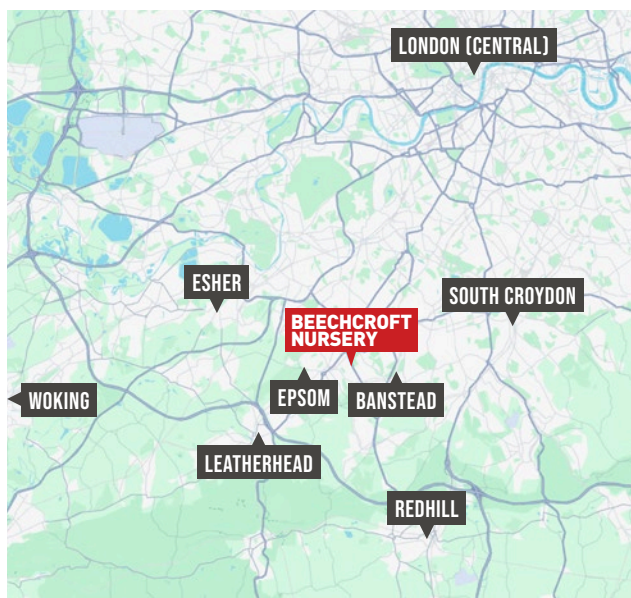 LONDON (CENTRAL)
ESHER
SOUTH CROYDON
BEECHCROFT
NURSERY
WOKING
EPSOM
BANSTEAD
LEATHERHEAD
REDHILL